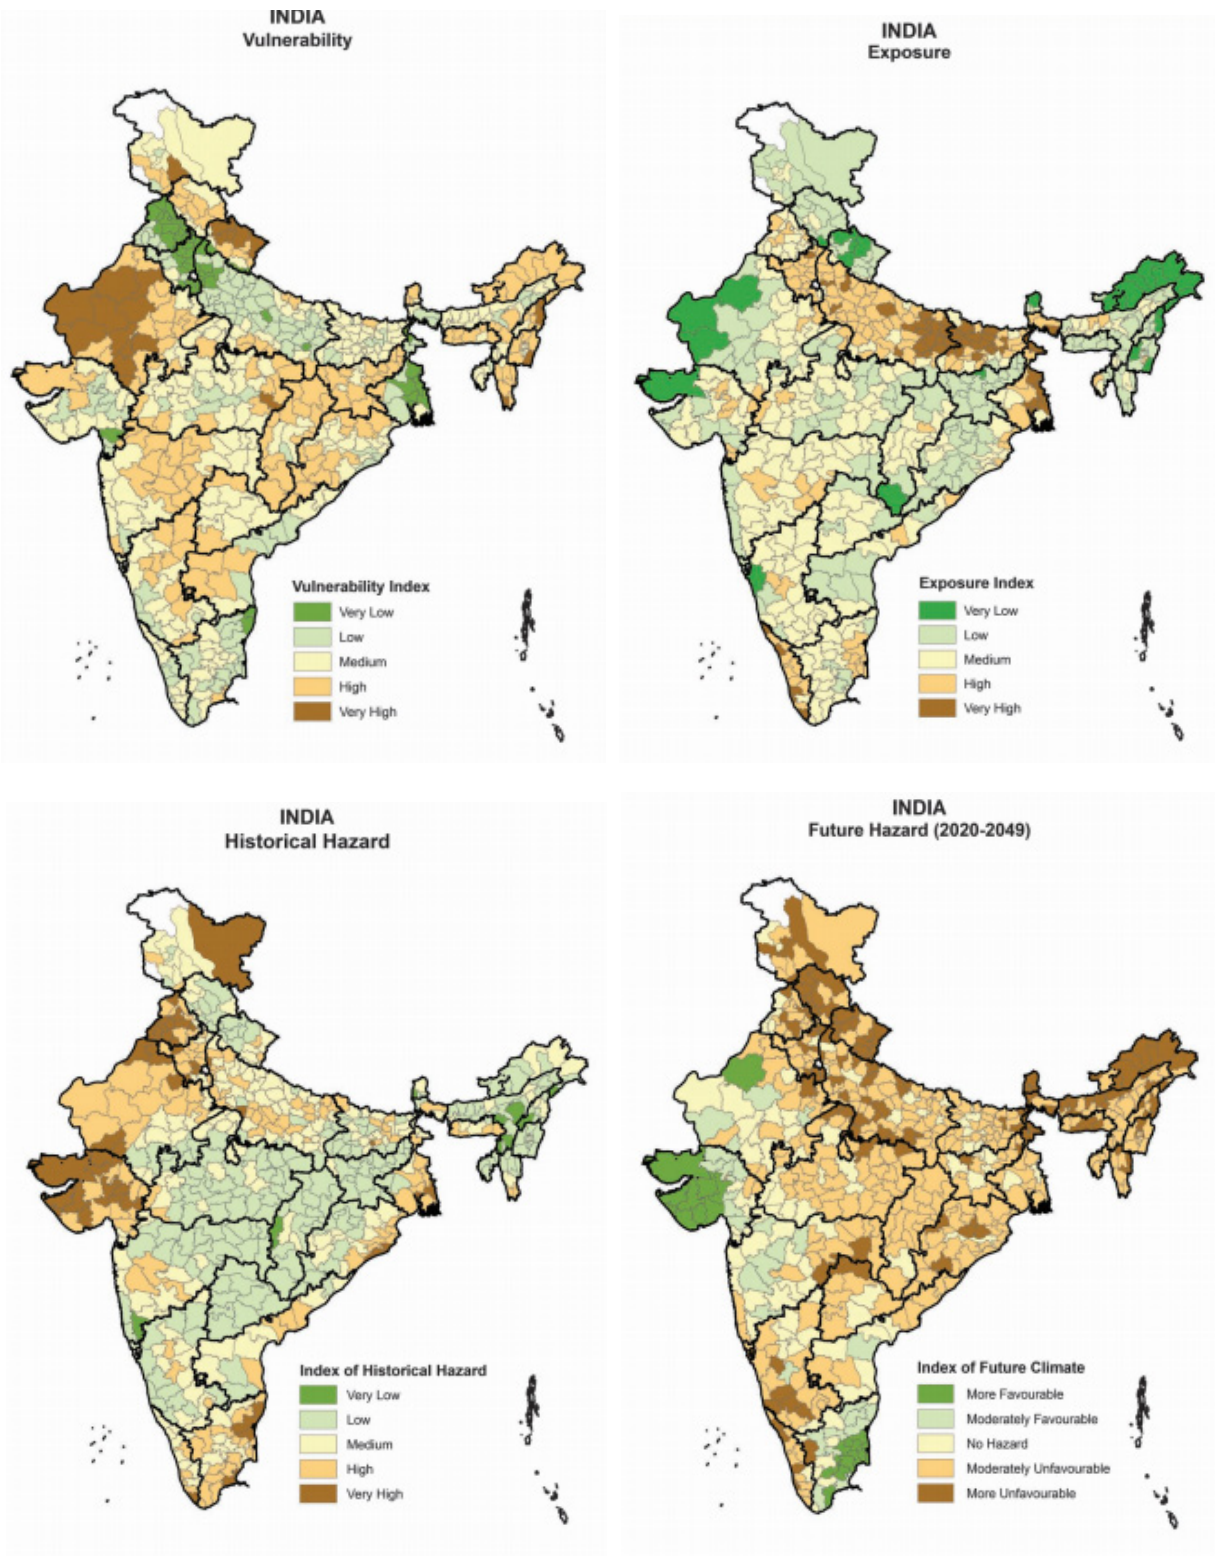 INDIA
Vulnerability
Vulnerability Index
Very Low
Low
Medium
High
Very High
INDIA
Exposure
Exposure Index
Very Low
Low
Medium
High
Very High
INDIA
Historical Hazard
Index of Historical Hazard
Very Low
Low
Medium
High
Very High
INDIA
Future Hazard (2020-2049)
Index of Future Climate
More Favourable
Moderately Favourable
No Hazard
Moderately Unfavourable
More Unfavourable